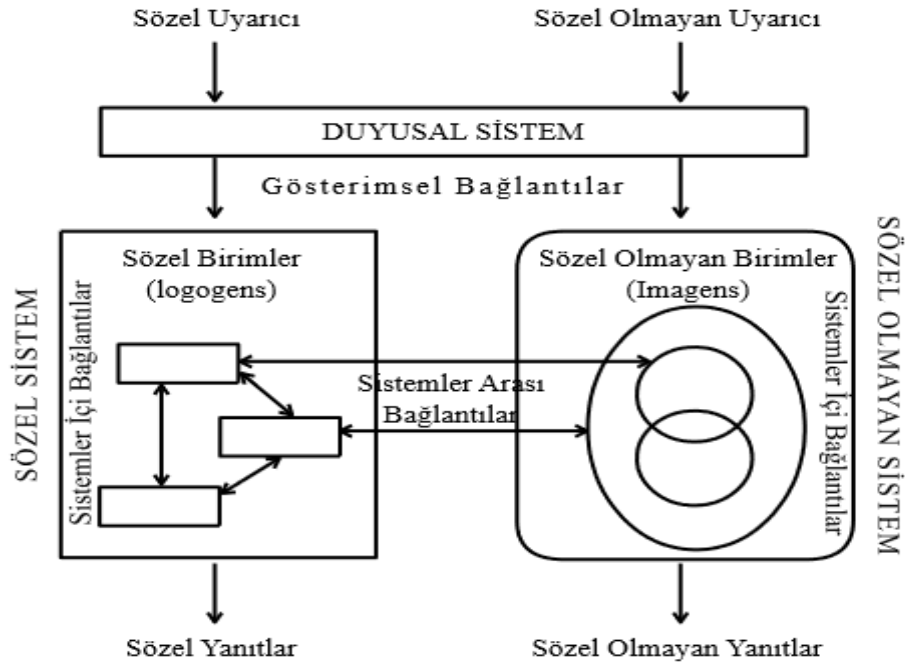 Sözel Uyarıcı
Sözel Olmayan Uyarıcı
DUYUSAL SİSTEM
Gösterimsel Bağlantılar
SÖZEL SİSTEM
Sistemler İçi Bağlantılar
Sözel Birimler
(logogens)
Sistemler Arası
Bağlantılar
Sözel Olmayan Birimler
(Imagens)
Sistemler İçi Bağlantılar
SÖZEL OLMAYAN SİSTEM
Sözel Yanıtlar
Sözel Olmayan Yanıtlar